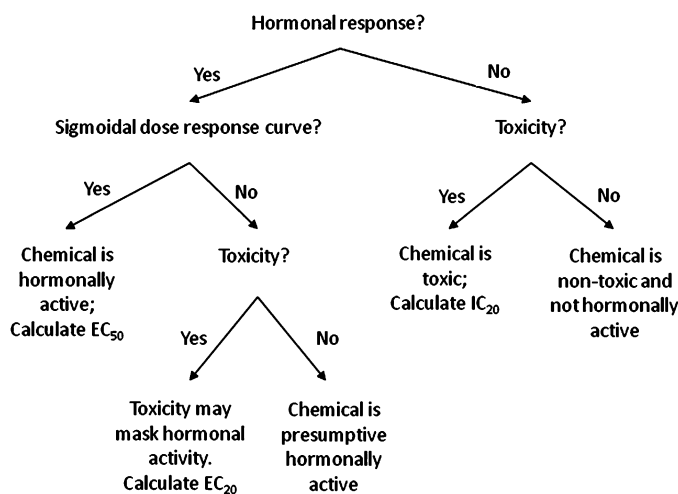 Hormonal response?
Yes
No
Sigmoidal dose response curve?
Toxicity?
Yes
No
Yes
No
Chemical is
hormonally
active;
Calculate EC50
Toxicity?
Chemical is
toxic;
Calculate IC20
Chemical is
non-toxic and
not hormonally
active
Yes
No
Toxicity may
mask hormonal
activity.
Calculate EC20
Chemical is
presumptive
hormonally
active